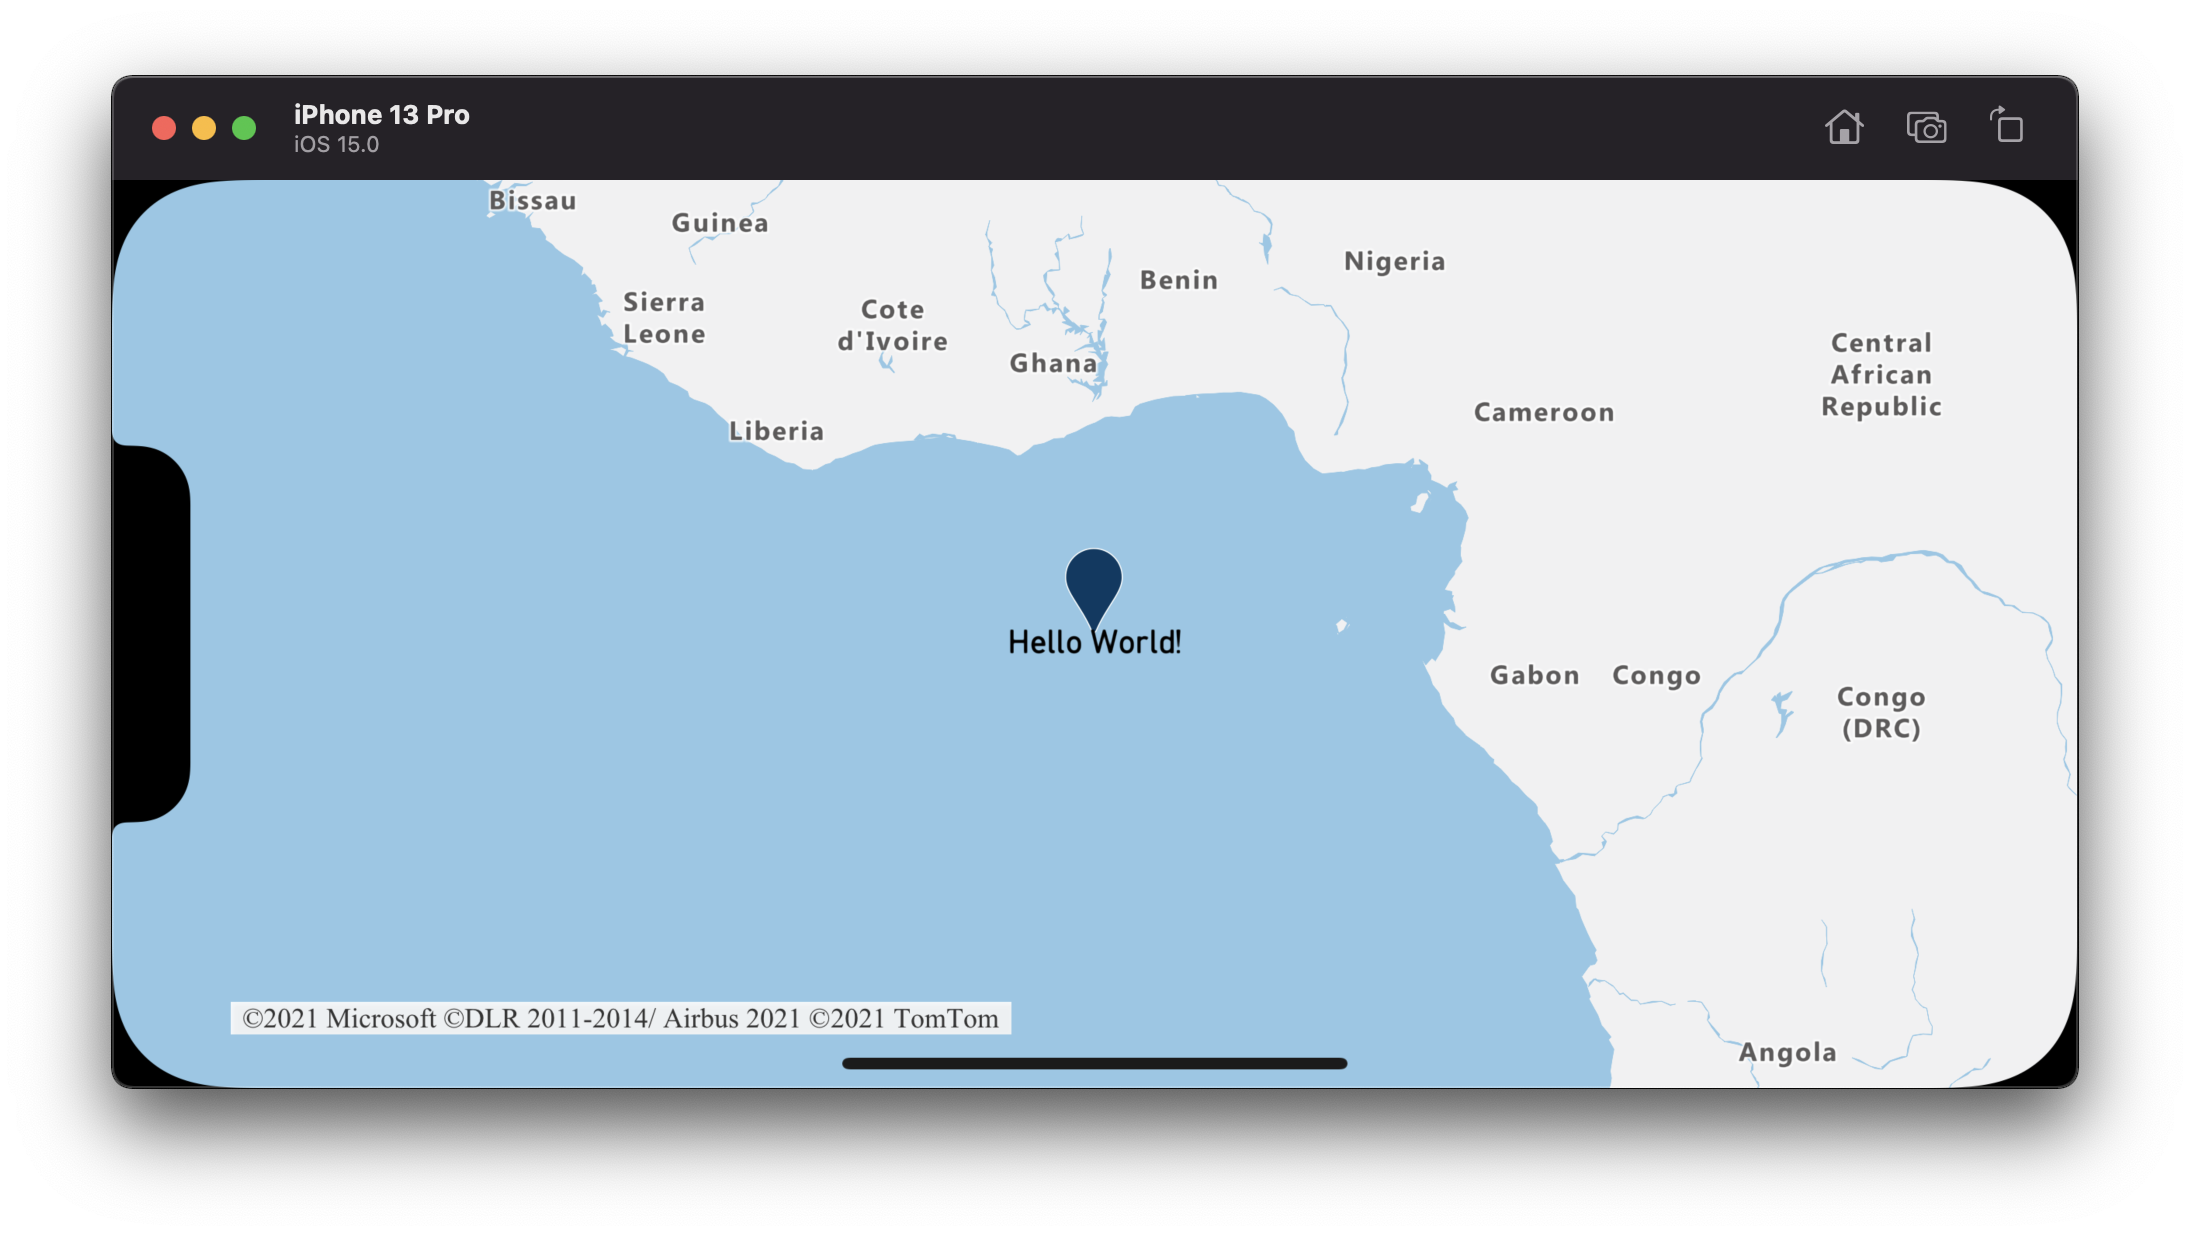 iPhone 13 Pro
iOS 15.0
Bissau
Guinea
Nigeria
Benin
Sierra
Leone
Cote
d'Ivoire
Ghana
Central
African
Republic
Cameroon
Liberia
Hello World!
Gabon
Congo
Congo
(DRC)
©2021 Microsoft ©DLR 2011-2014/ Airbus 2021 ©2021 TomTom
Angola